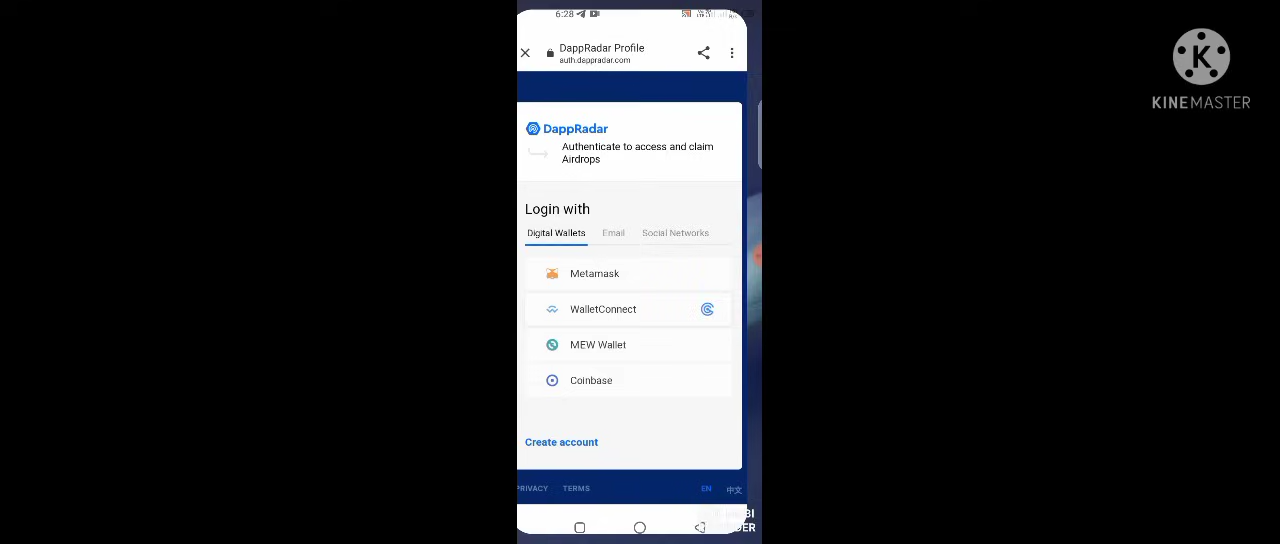 6:28
DappRadar Profile
auth.dappradar.com
K
KINEMASTER
DappRadar
Authenticate to access and claim
Airdrops
Login with
Digital Wallets Email Social Networks
Metamask
WalletConnect
MEW Wallet
Coinbase
Create account
PRIVACY TERMS EN 中文